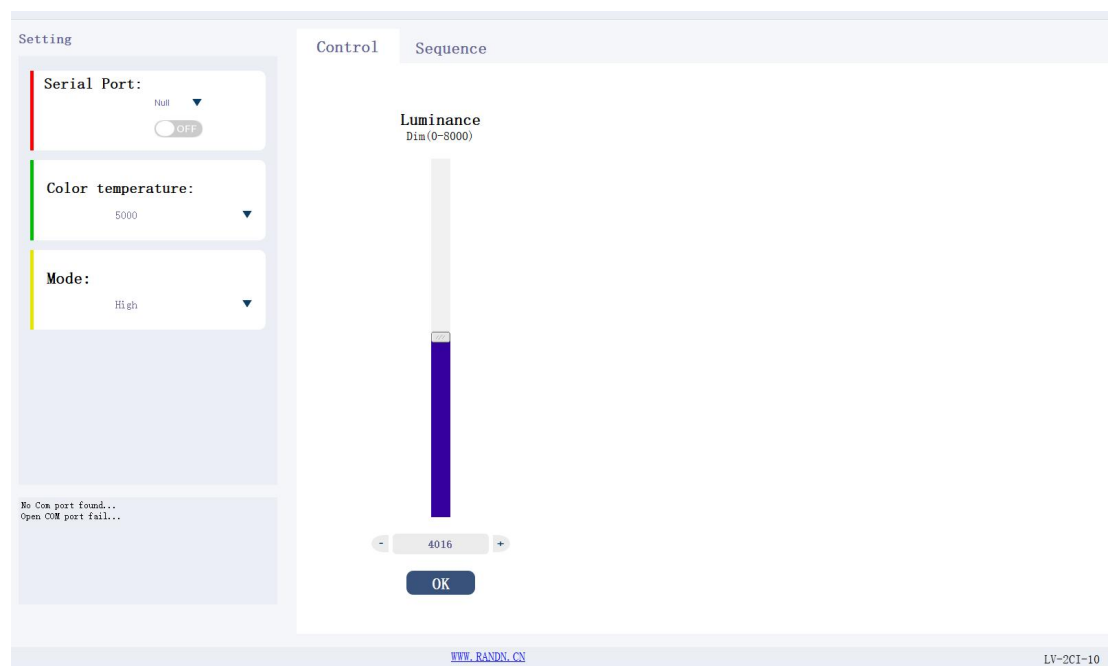 Setting
Control
Sequence
Serial Port:
Null
OFF
Color temperature:
5000
Mode:
High
No Com port found...
Open COM port fail...
Luminance
Dim(0-8000)
- 4016 +
OK
WWW.RANDN.CN
LV-2CI-10